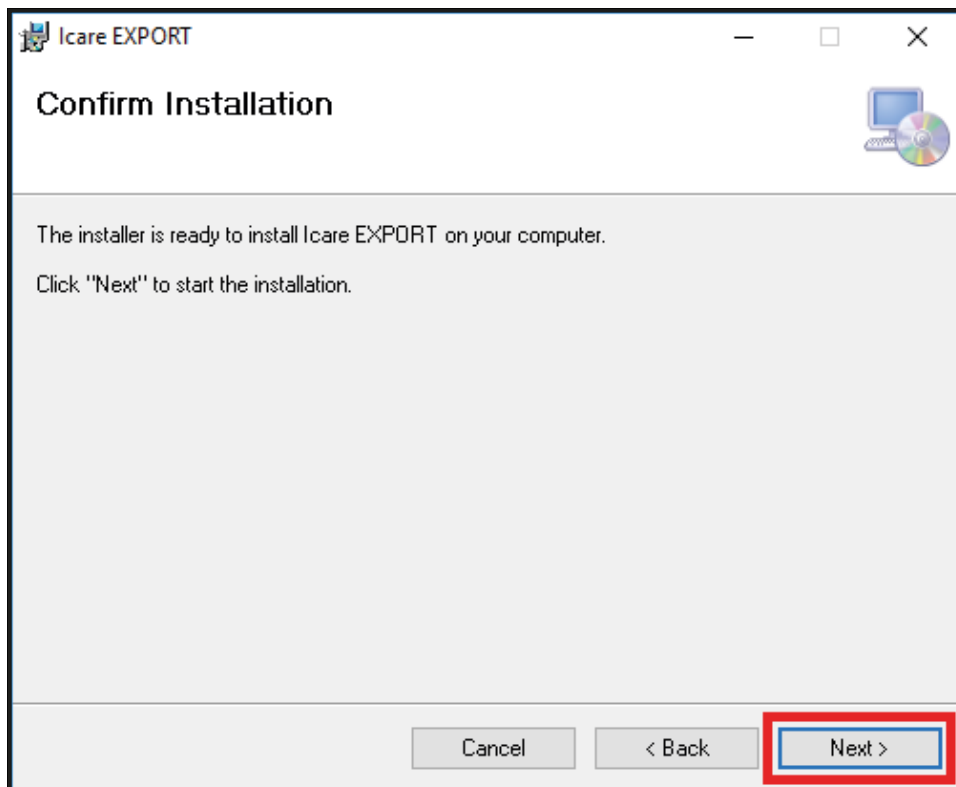 Icare EXPORT
Confirm Installation
The installer is ready to install Icare EXPORT on your computer.
Click "Next" to start the installation.
Cancel
< Back
Next >